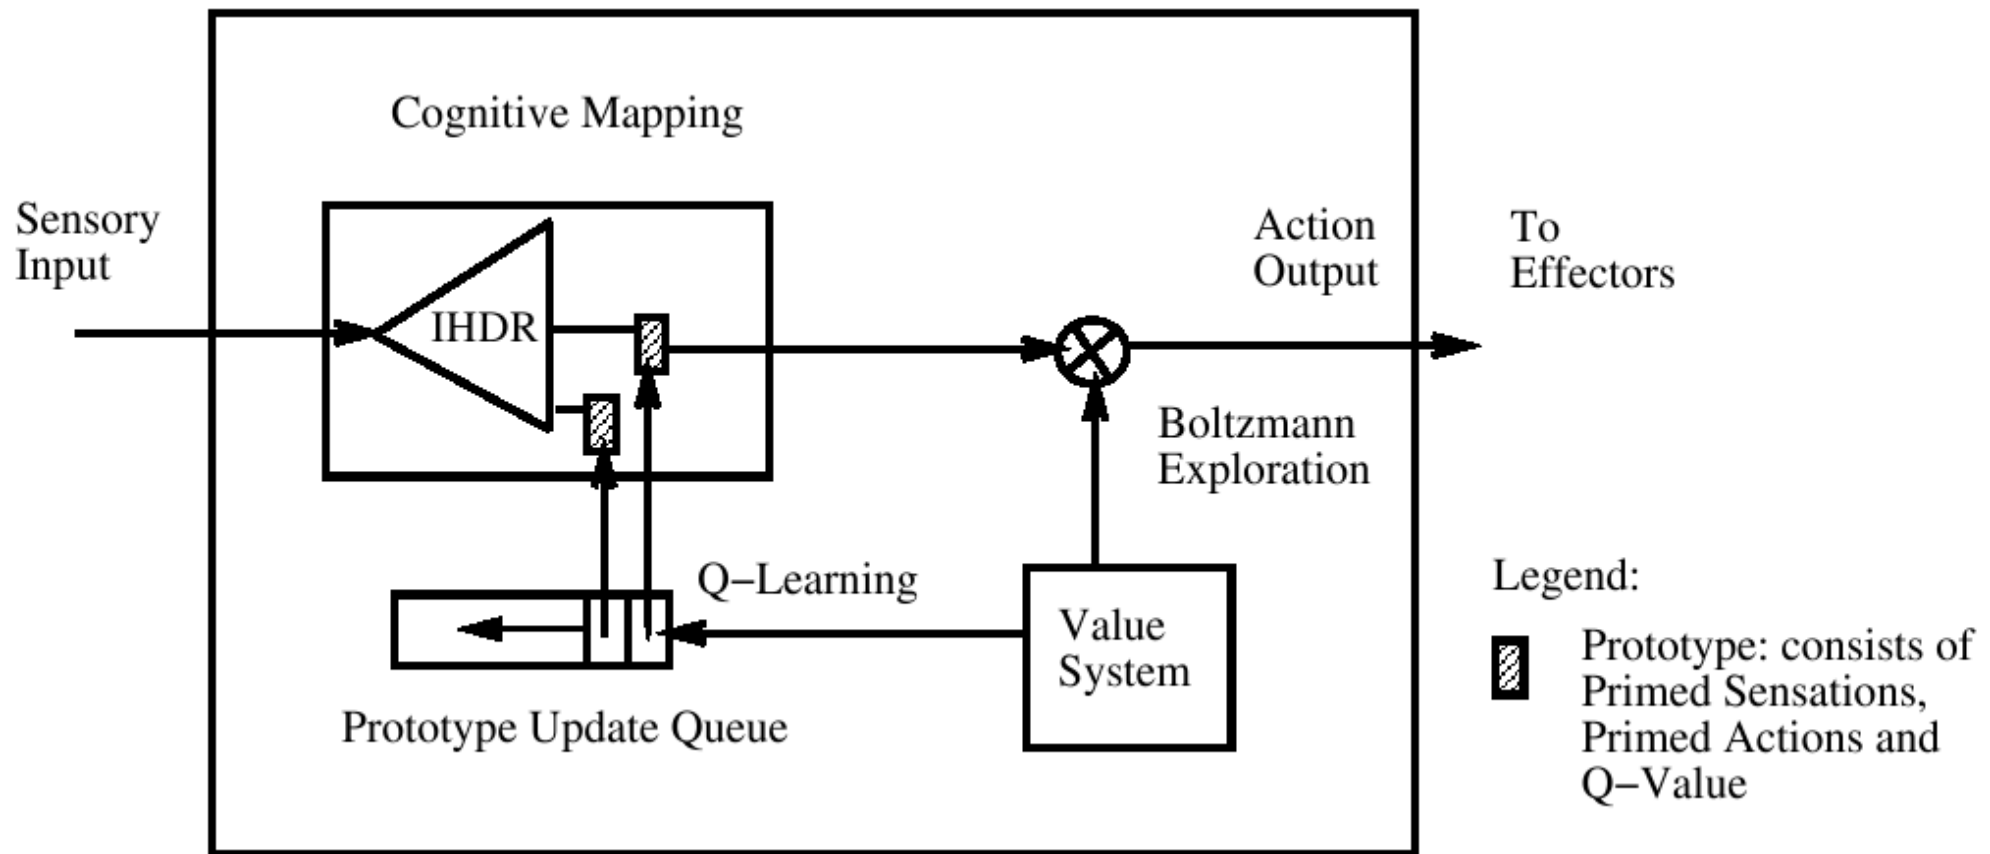 Cognitive Mapping
Sensory
Input
IHDR
Action
Output
To
Effectors
Boltzmann
Exploration
Q−Learning
Value
System
Prototype Update Queue
Legend:
Prototype: consists of
Primed Sensations,
Primed Actions and
Q−Value